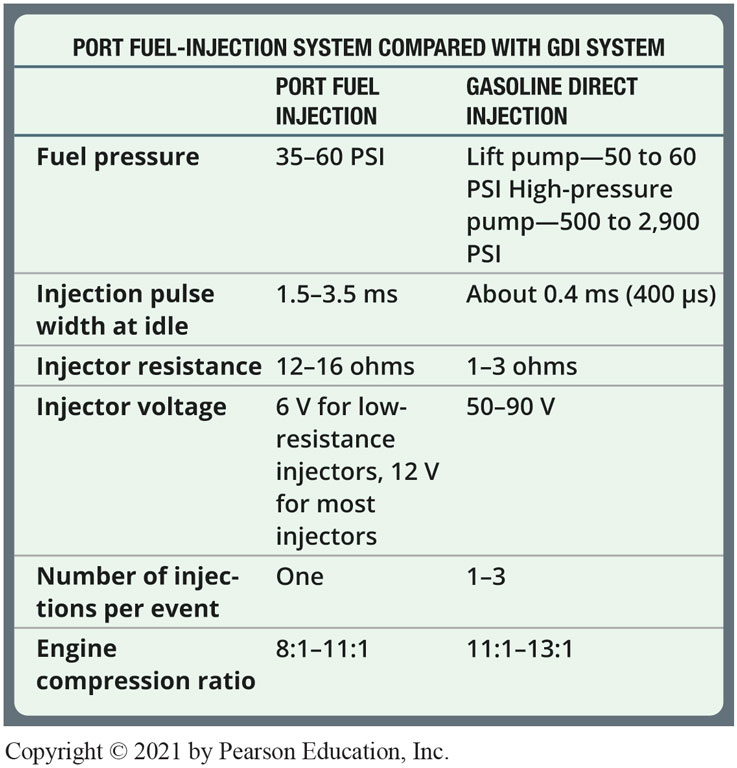 PORT FUEL-INJECTION SYSTEM COMPARED WITH GDI SYSTEM
PORT FUEL
INJECTION
GASOLINE DIRECT
INJECTION
Fuel pressure
35–60 PSI
Lift pump—50 to 60
PSI High-pressure
pump—500 to 2,900
PSI
Injection pulse
width at idle
1.5–3.5 ms
About 0.4 ms (400 µs)
Injector resistance
12–16 ohms
1–3 ohms
Injector voltage
6 V for low-
resistance
injectors, 12 V
for most
injectors
50–90 V
Number of injec-
tions per event
One
1–3
Engine
compression ratio
8:1–11:1
11:1–13:1
Copyright © 2021 by Pearson Education, Inc.